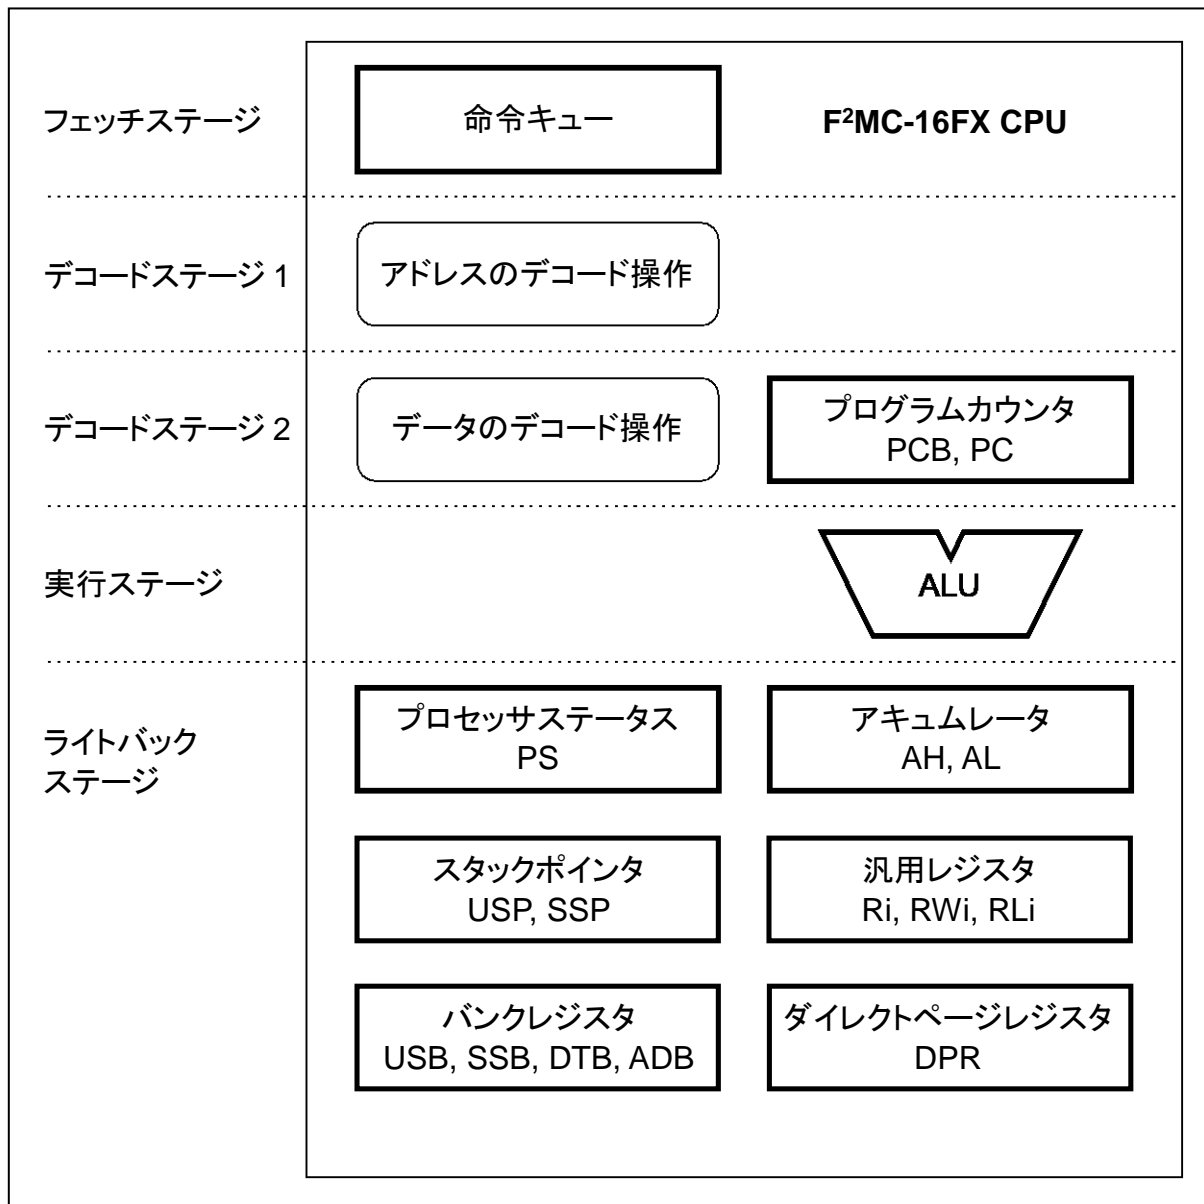 フェッチステージ
命令キュー
F²MC-16FX CPU
デコードステージ 1
アドレスのデコード操作
デコードステージ 2
データのデコード操作
プログラムカウンタ
PCB, PC
実行ステージ
ALU
ライトバック
ステージ
プロセッサステータス
PS
アキュムレータ
AH, AL
スタックポインタ
USP, SSP
汎用レジスタ
Ri, RWi, RLi
バンクレジスタ
USB, SSB, DTB, ADB
ダイレクトページレジスタ
DPR